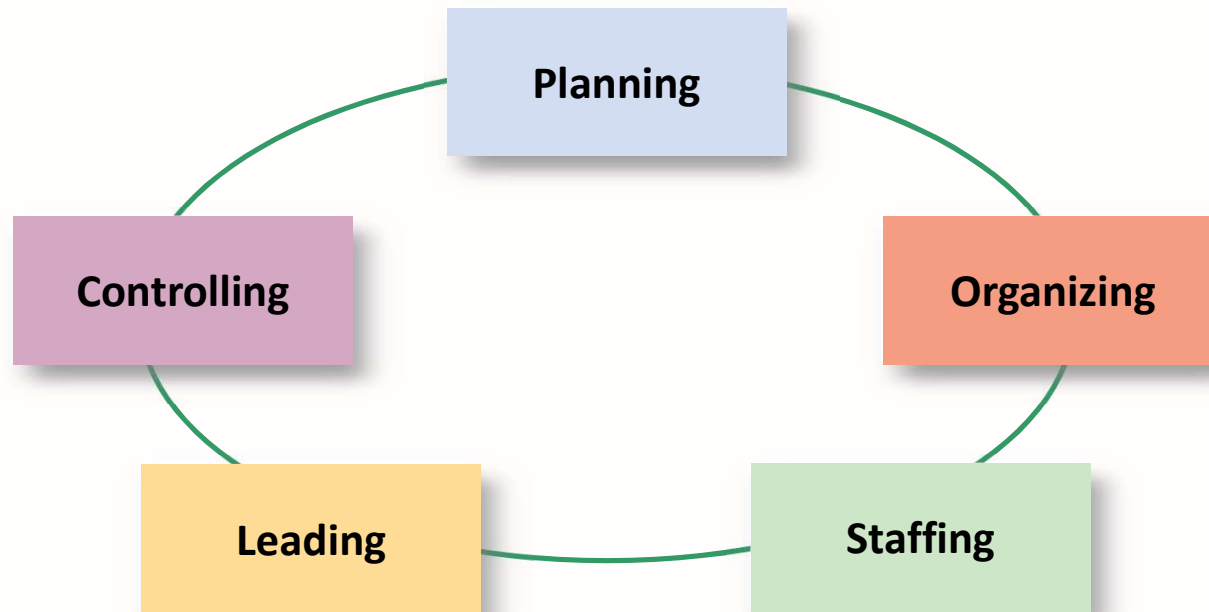 Planning
Organizing
Staffing
Leading
Controlling